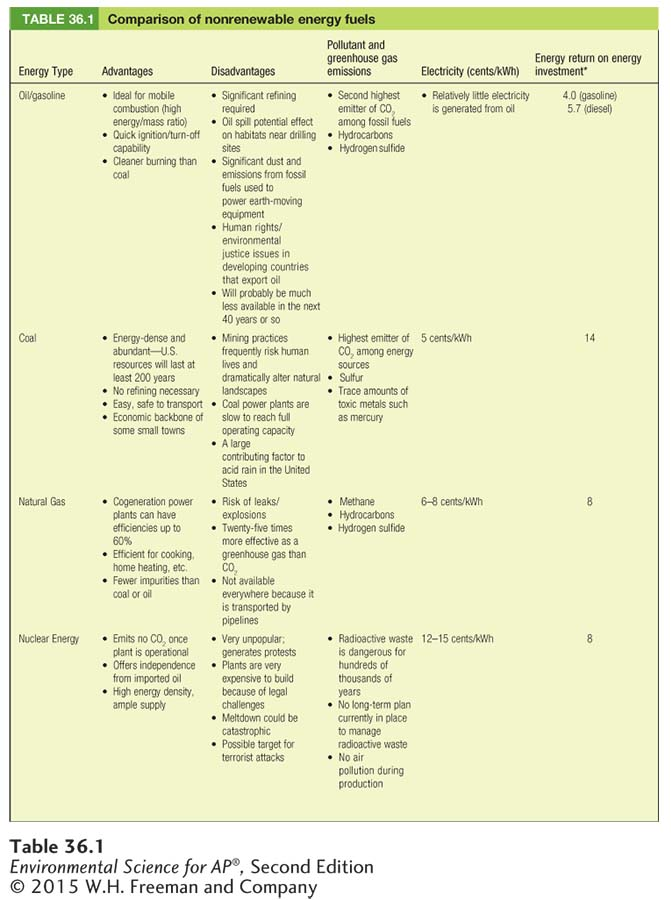 TABLE 36.1 Comparison of nonrenewable energy fuels
Energy Type
Advantages
Disadvantages
Pollutant and
greenhouse gas
emissions
Electricity (cents/kWh)
Energy return on energy
investment*
Oil/gasoline
• Ideal for mobile
combustion (high
energy/mass ratio)
• Quick ignition/turn-off
capability
• Cleaner burning than
coal
• Significant refining
required
• Oil spill potential effect
on habitats near drilling
sites
• Significant dust and
emissions from fossil
fuels used to
power earth-moving
equipment
• Human rights/
environmental
justice issues in
developing countries
that export oil
• Will probably be much
less available in the next
40 years or so
• Second highest
emitter of CO2
among fossil fuels
• Hydrocarbons
• Hydrogen sulfide
• Relatively little electricity
is generated from oil
4.0 (gasoline)
5.7 (diesel)
Coal
• Energy-dense and
abundant—U.S.
resources will last at
least 200 years
• No refining necessary
• Easy, safe to transport
• Economic backbone of
some small towns
• Mining practices
frequently risk human
lives and
dramatically alter natural
landscapes
• Coal power plants are
slow to reach full
operating capacity
• A large
contributing factor to
acid rain in the United
States
• Highest emitter of
CO2 among energy
sources
• Sulfur
• Trace amounts of
toxic metals such
as mercury
5 cents/kWh
14
Natural Gas
• Cogeneration power
plants can have
efficiencies up to
60%
• Efficient for cooking,
home heating, etc.
• Fewer impurities than
coal or oil
• Risk of leaks/
explosions
• Twenty-five times
more effective as a
greenhouse gas than
CO2
• Not available
everywhere because it
is transported by
pipelines
• Methane
• Hydrocarbons
• Hydrogen sulfide
6–8 cents/kWh
8
Nuclear Energy
• Emits no CO2 once
plant is operational
• Offers independence
from imported oil
• High energy density,
ample supply
• Very unpopular;
generates protests
• Plants are very
expensive to build
because of legal
challenges
• Meltdown could be
catastrophic
• Possible target for
terrorist attacks
• Radioactive waste
is dangerous for
hundreds of
thousands of
years
• No long-term plan
currently in place
to manage
radioactive waste
• No air
pollution during
production
12–15 cents/kWh
8
Table 36.1
Environmental Science for AP®, Second Edition
© 2015 W.H. Freeman and Company